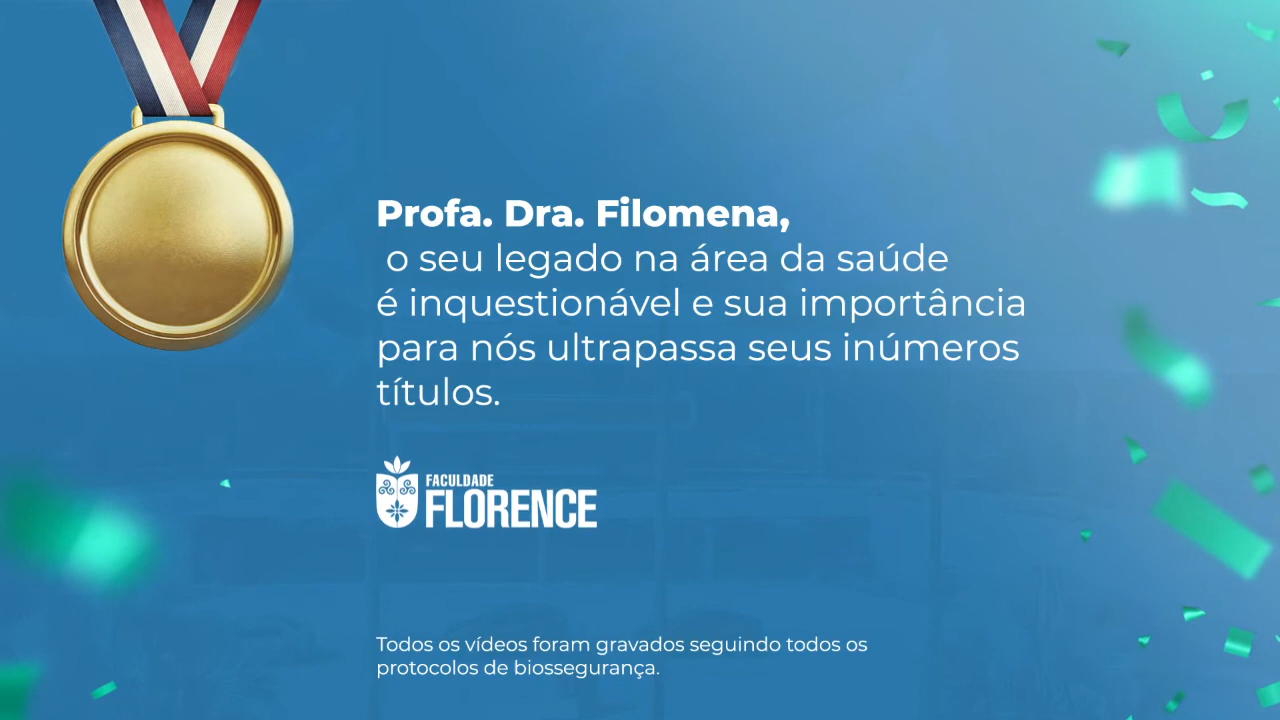 Profa. Dra. Filomena,
o seu legado na área da saúde
é inquestionável e sua importância
para nós ultrapassa seus inúmeros
títulos.
FACULDADE
FLORENCE
Todos os vídeos foram gravados seguindo todos os
protocolos de biossegurança.